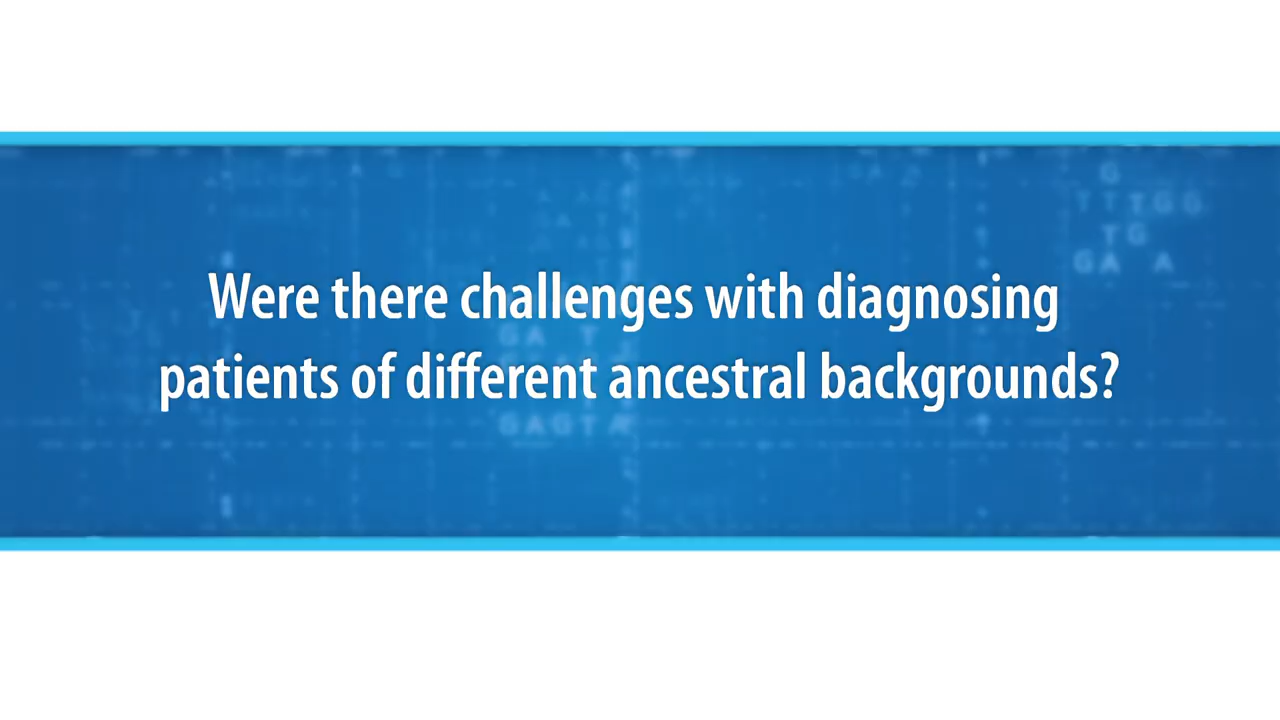 Were there challenges with diagnosing
patients of different ancestral backgrounds?
G
T T T G G
T G
G A A
G A T
G A G T A